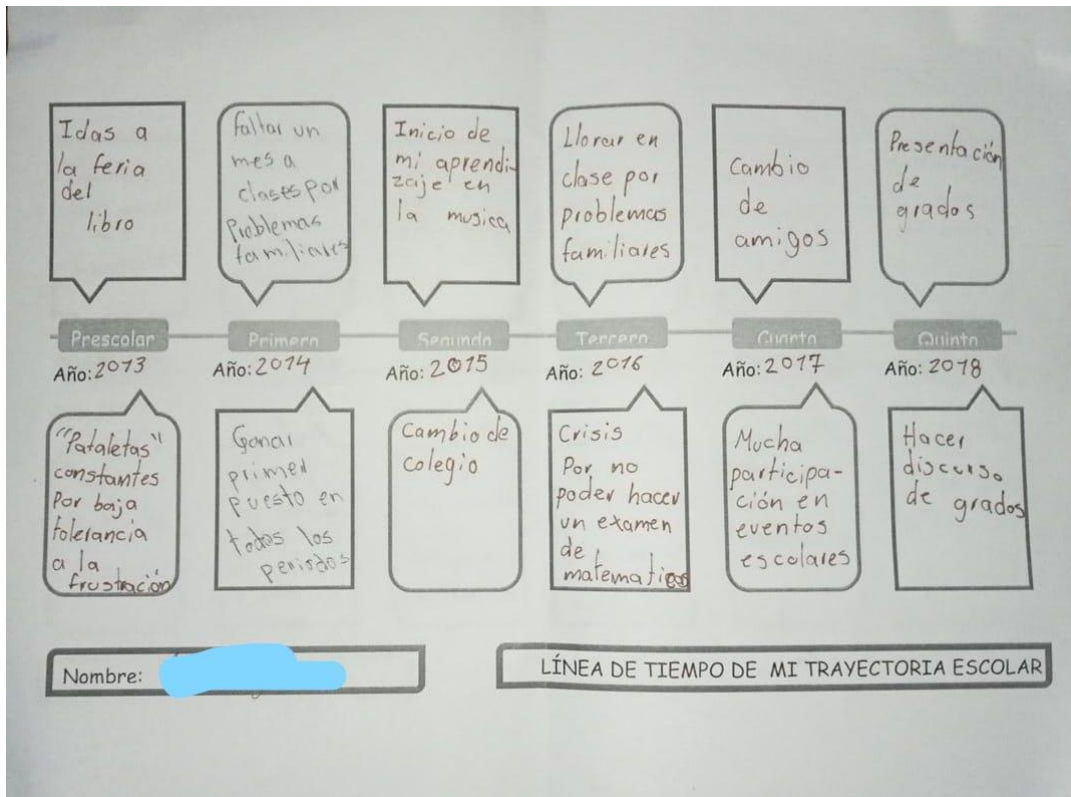 Idas a
la feria
del
libro
faltar un
mes a
clases por
Problemas
familiares
Inicio de
mi aprendi-
zaje en
la musica
Llorar en
clase por
problemas
familiares
Cambio
de
amigos
Presentación
de
grados
Prescolar
Primero
Segundo
Tercero
Cuarto
Quinto
Año: 2013
Año: 2014
Año: 2015
Año: 2016
Año: 2017
Año: 2018
"Pataletas"
constantes
Por baja
tolerancia
a la
frustración
Ganar
primer
puesto en
todos los
periodos
Cambio de
colegio
Crisis
Por no
poder hacer
un examen
de
matematicas
Mucha
participa-
ción en
eventos
escolares
Hacer
discurso
de grados
Nombre:
LÍNEA DE TIEMPO DE MI TRAYECTORIA ESCOLAR